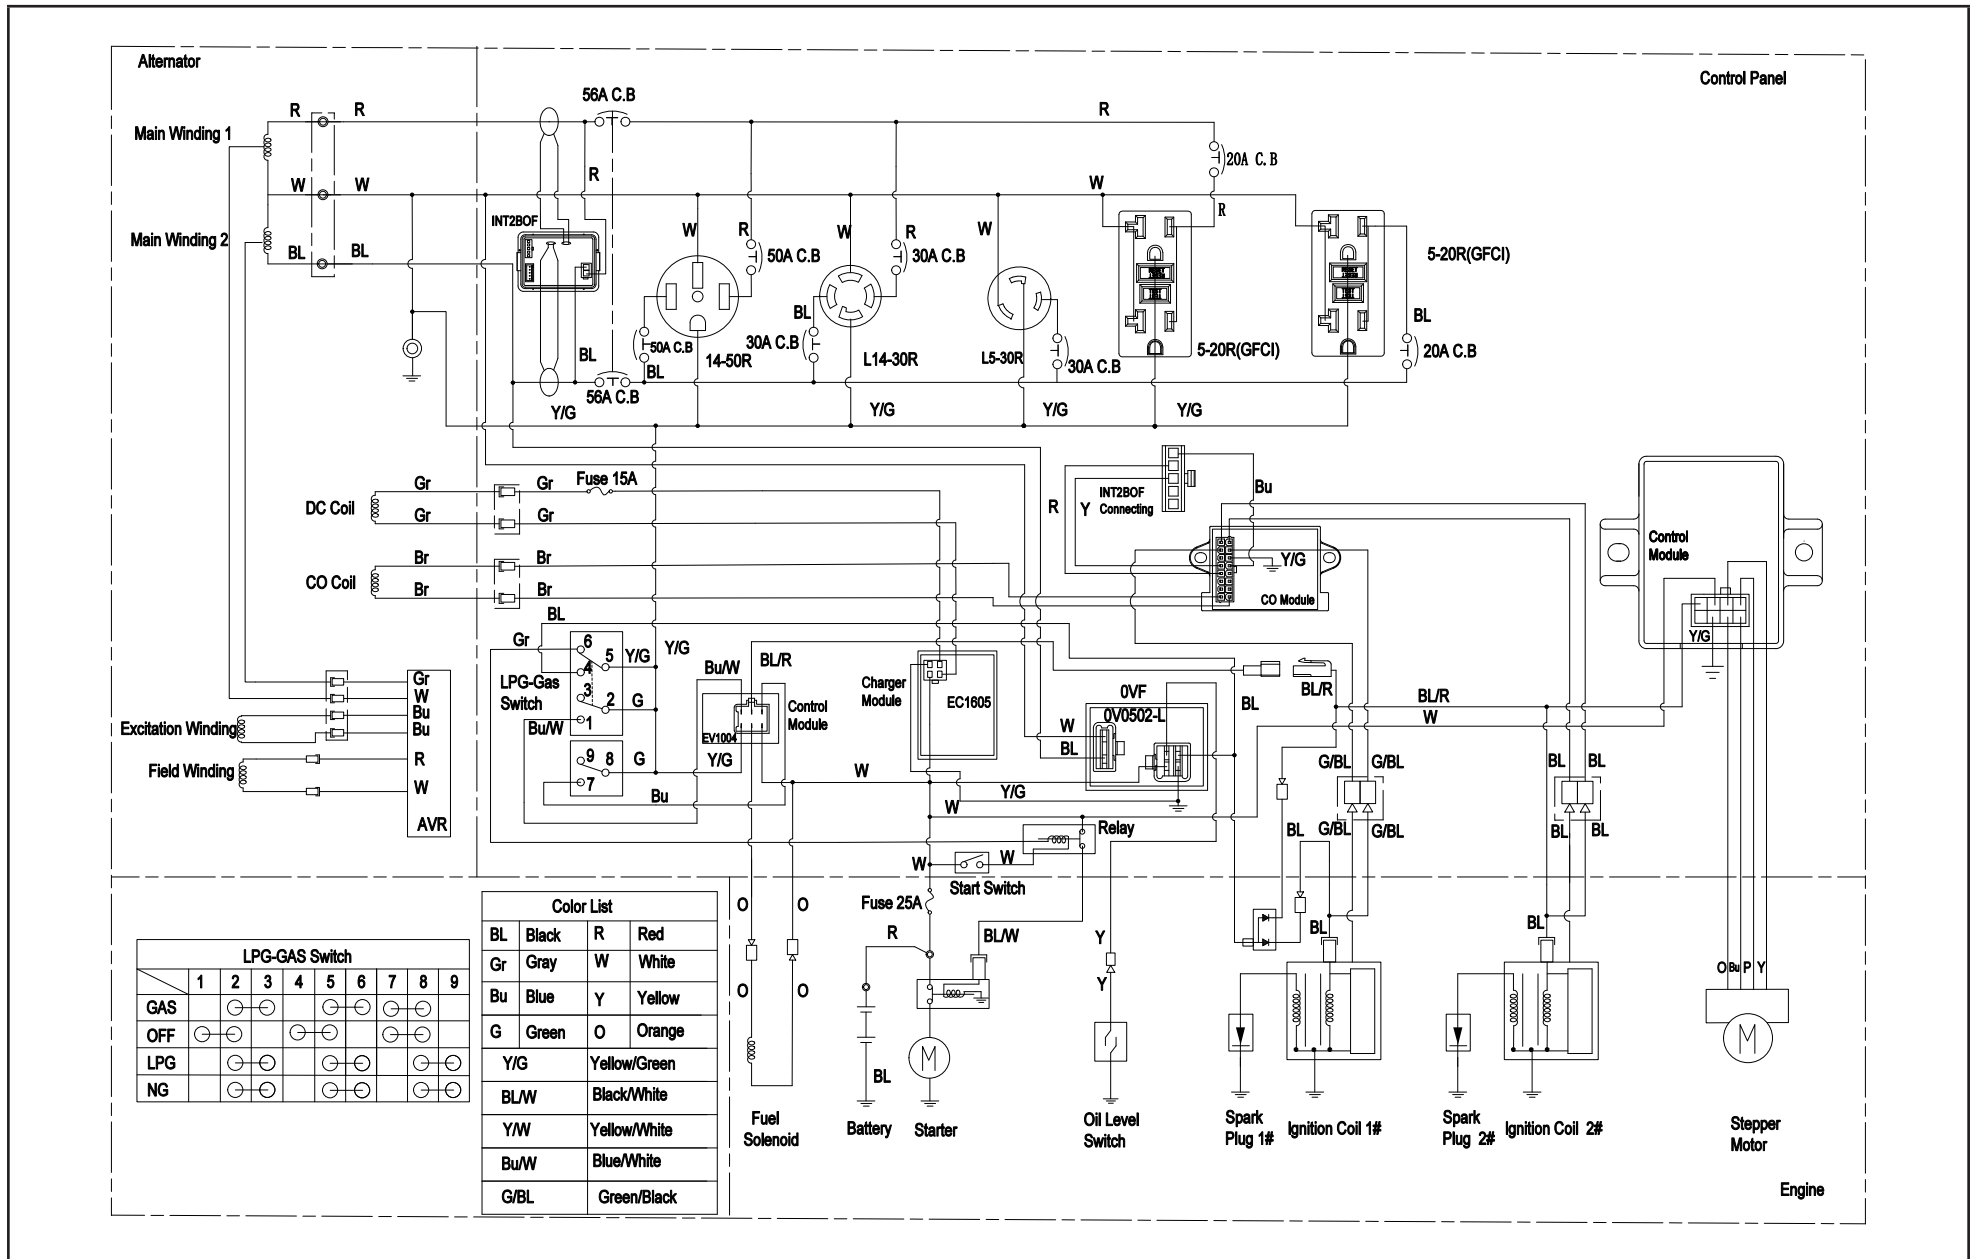 Alternator
Control Panel
56A C.B
R
R
R
Main Winding 1
20A C.B
W
W
R
W
R
INT2BOF
Main Winding 2
W
R
W
R
W
BL
BL
50A C.B
30A C.B
5-20R(GFCI)
BL
BL
BL
50A C.B
30A C.B
14-50R
L14-30R
L5-30R
5-20R(GFCI)
20A C.B
BL
30A C.B
56A C.B
Y/G
Y/G
Y/G
Y/G
DC Coil
Gr
Gr
Fuse 15A
Gr
Gr
R
Y
INT2BOF
Connecting
Bu
Control
Module
CO Coil
Br
Br
Br
Br
Y/G
CO Module
BL
Y/G
Gr
6
5
4
3
2
1
Y/G
Y/G
LPG-Gas
Switch
G
Bu/W
Bu/W
BL/R
Control
Module
EV1004
Y/G
Charger
Module
EC1605
0VF
0V0502-L
W
BL
BL
BL/R
BL/R
W
Gr
W
Bu
Bu
Excitation Winding
Field Winding
R
W
AVR
9
8
7
G
Bu
W
Y/G
W
G/BL
G/BL
BL
BL
Relay
BL
G/BL
G/BL
BL
BL
W
W
Start Switch
Fuse 25A
LPG-GAS Switch
1 2 3 4 5 6 7 8 9
GAS
OFF
LPG
NG
Color List
BL Black R Red
Gr Gray W White
Bu Blue Y Yellow
G Green O Orange
Y/G Yellow/Green
BL/W Black/White
Y/W Yellow/White
Bu/W Blue/White
G/BL Green/Black
O
O
O
O
R
BL/W
Y
Y
BL
BL
O Bu P Y
M
M
BL
Fuel
Solenoid
Battery
Starter
Oil Level
Switch
Spark
Plug 1#
Ignition Coil 1#
Spark
Plug 2#
Ignition Coil 2#
Stepper
Motor
Engine